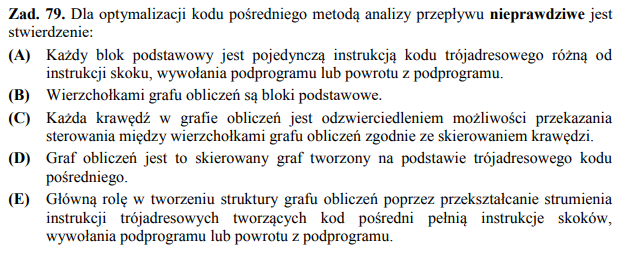 Zad. 79. Dla optymalizacji kodu pośredniego metodą analizy przepływu nieprawdziwe jest
stwierdzenie:
(A) Każdy blok podstawowy jest pojedynczą instrukcją kodu trójadresowego różną od
instrukcji skoku, wywołania podprogramu lub powrotu z podprogramu.
(B) Wierzchołkami grafu obliczeń są bloki podstawowe.
(C) Każda krawędź w grafie obliczeń jest odzwierciedleniem możliwości przekazania
sterowania między wierzchołkami grafu obliczeń zgodnie ze skierowaniem krawędzi.
(D) Graf obliczeń jest to skierowany graf tworzony na podstawie trójadresowego kodu
pośredniego.
(E) Główną rolę w tworzeniu struktury grafu obliczeń poprzez przekształcanie strumienia
instrukcji trójadresowych tworzących kod pośredni pełnią instrukcje skoków,
wywołania podprogramu lub powrotu z podprogramu.